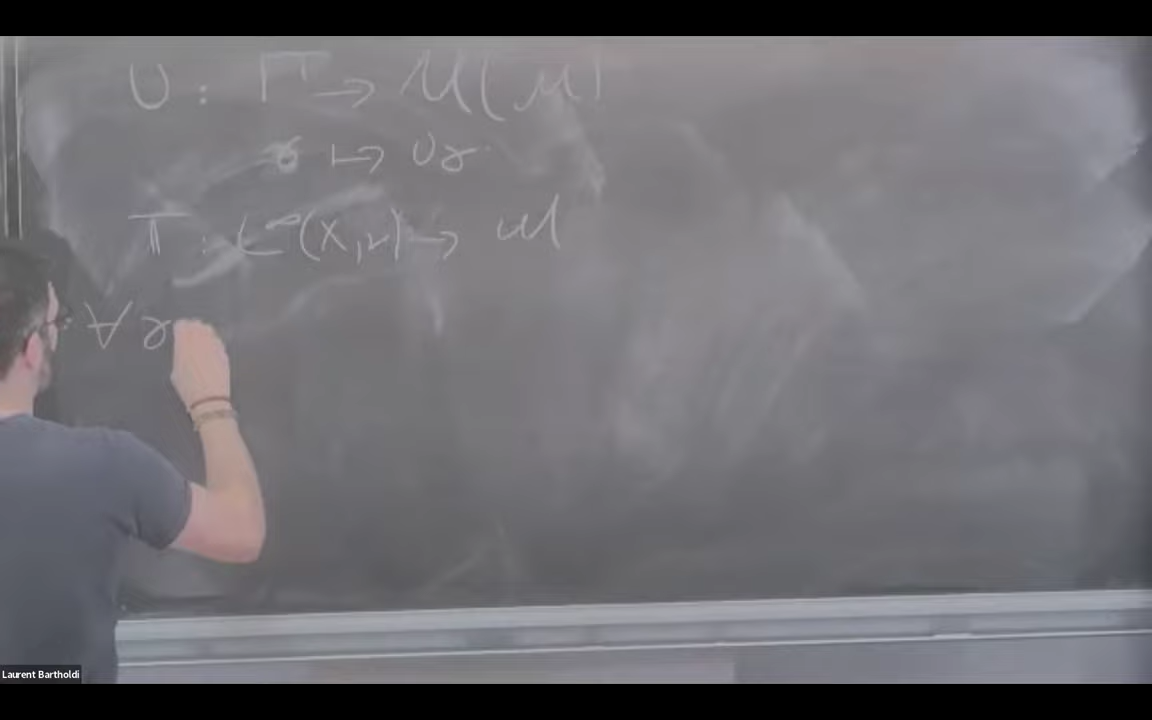 U : Γ → U(M)
γ ↦ Uγ
π : L^∞(X,ν) → M
∀ γ
Laurent Bartholdi